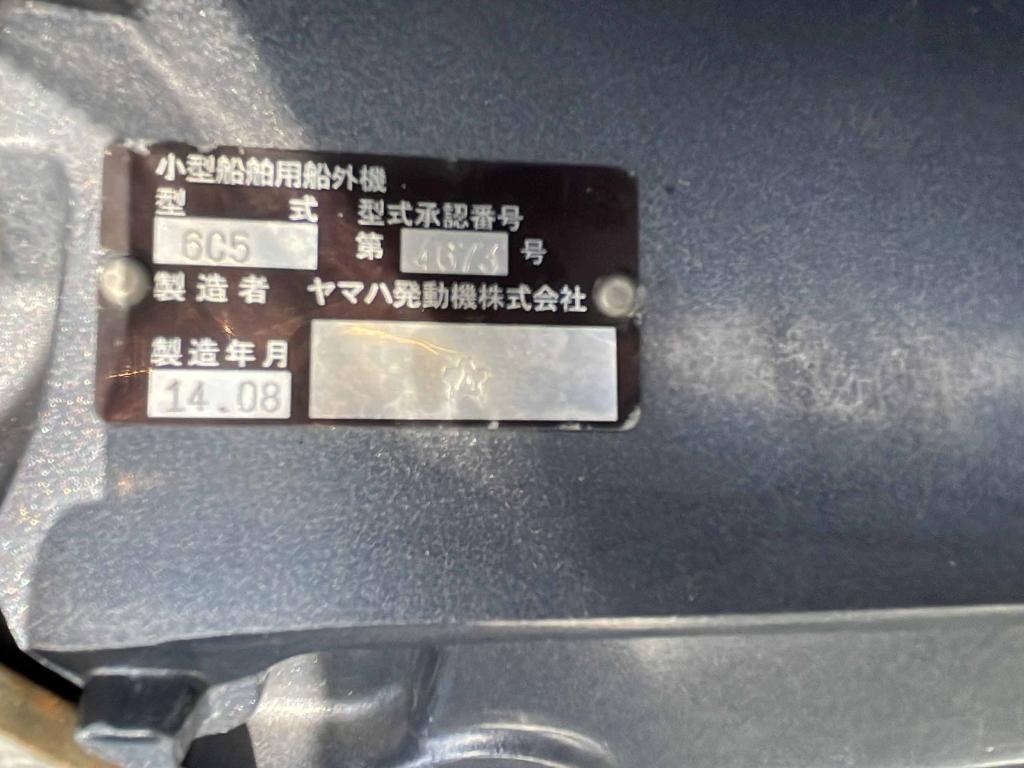 小型船舶用船外機
型 式 型式承認番号
6C5 第 4673 号
製造者 ヤマハ発動機株式会社
製造年月
14.08